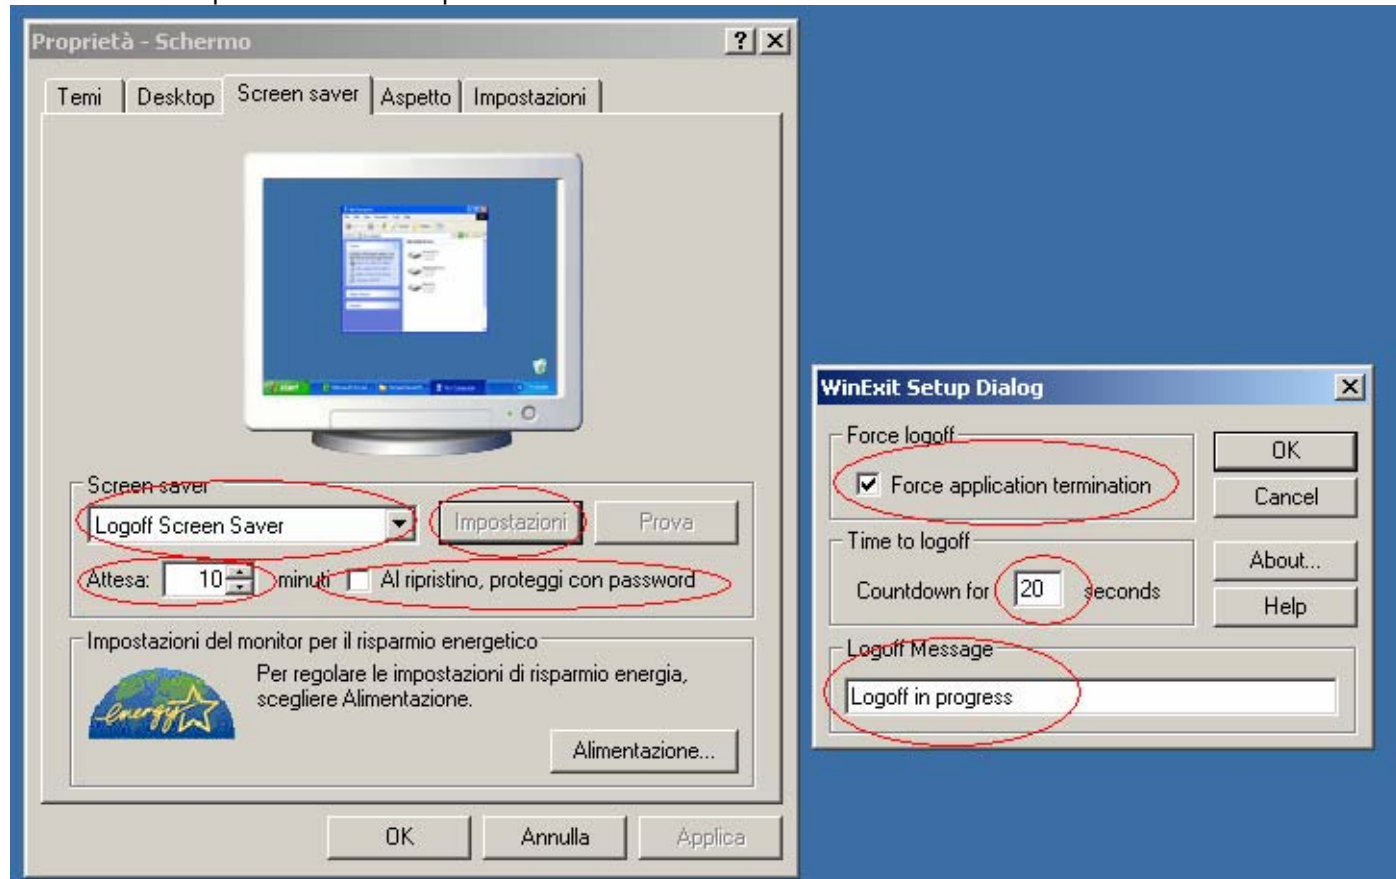 Proprietà - Schermo
Temi Desktop Screen saver Aspetto Impostazioni
Screen saver
Logoff Screen Saver Impostazioni Prova
Attesa: 10 minuti Al ripristino, proteggi con password
Impostazioni del monitor per il risparmio energetico
Per regolare le impostazioni di risparmio energia,
scegliere Alimentazione.
energy
Alimentazione...
OK Annulla Applica
WinExit Setup Dialog
Force logoff
Force application termination
OK
Cancel
Time to logoff
Countdown for 20 seconds
About...
Help
Logoff Message
Logoff in progress